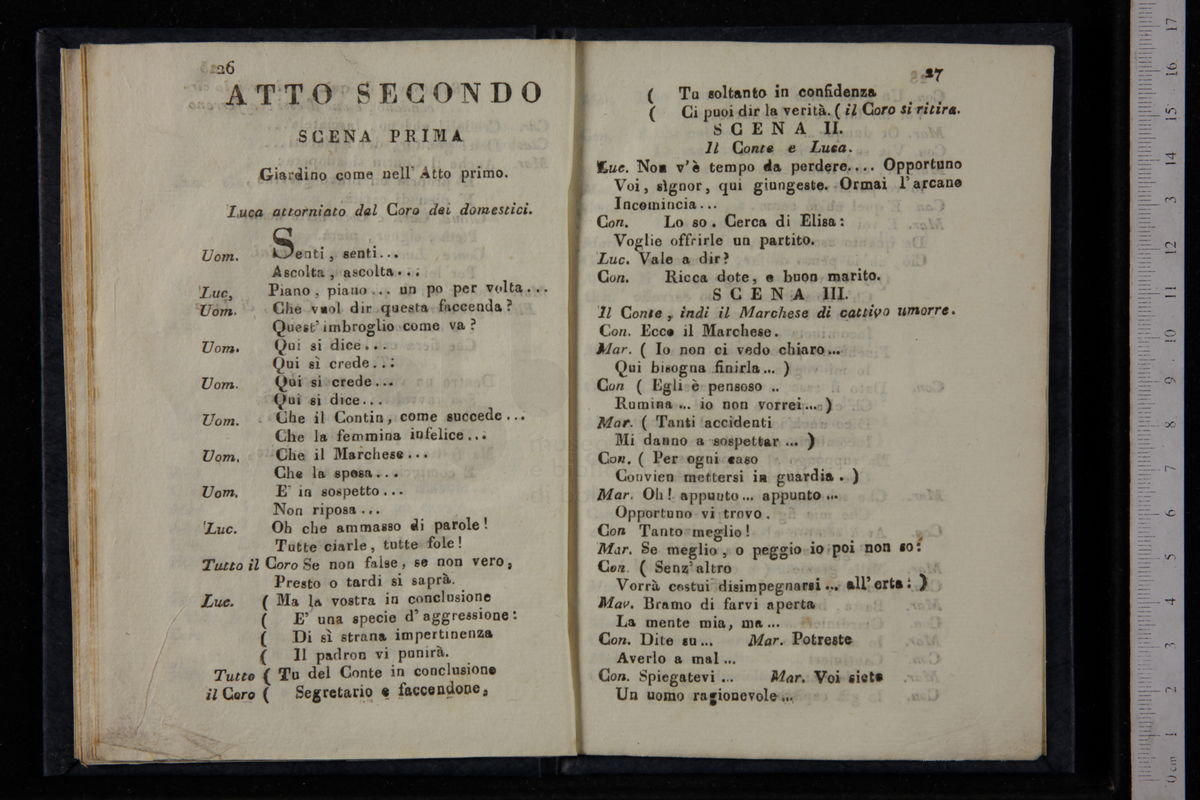 26
ATTO SECONDO
SCENA PRIMA
Giardino come nell' Atto primo.
Luca attorniato dal Coro dei domestici.
Uom. Senti, senti...
Ascolta, ascolta...
Luc, Piano, piano... un po per volta...
Uom. Che vuol dir questa faccenda?
Quest' imbroglio come va?
Uom. Qui si dice...
Qui sì crede...
Uom. Qui si crede...
Qui si dice...
Uom. Che il Contin, come succede...
Che la femmina infelice...
Uom. Che il Marchese...
Che la sposa...
Uom. E' in sospetto...
Non riposa...
Luc. Oh che ammasso di parole!
Tutte ciarle, tutte fole!
Tutto il Coro Se non false, se non vero,
Presto o tardi si saprà.
Luc. ( Ma la vostra in conclusione
( E' una specie d' aggressione:
( Di sì strana impertinenza
( Il padron vi punirà.
Tutto ( Tu del Conte in conclusione
il Coro ( Segretario e faccendone,
27
( Tu soltanto in confidenza
( Ci puoi dir la verità. ( il Coro si ritira.
SCENA II.
Il Conte e Luca.
Luc. Non v'è tempo da perdere.... Opportuno
Voi, sìgnor, qui giungeste. Ormai l'arcano
Incomincia...
Con. Lo so. Cerca di Elisa:
Voglie offrirle un partito.
Luc. Vale a dir?
Con. Ricca dote, e buon marito.
SCENA III.
Il Conte, indi il Marchese di cattivo umorre.
Con. Ecco il Marchese.
Mar. ( Io non ci vedo chiaro...
Qui bisogna finirla... )
Con ( Egli è pensoso ..
Rumina... io non vorrei... )
Mar. ( Tanti accidenti
Mi danno a sospettar ... )
Con. ( Per ogni caso
Convien mettersi in guardia. )
Mar. Oh! appunto... appunto...
Opportuno vi trovo.
Con Tanto meglio!
Mar. Se meglio, o peggio io poi non so:
Con. ( Senz' altro
Vorrà costui disimpegnarsi... all' erta: )
Mar. Bramo di farvi aperta
La mente mia, ma...
Con. Dite su... Mar. Potreste
Averlo a mal...
Con. Spiegatevi... Mar. Voi siete
Un uomo ragionevole...